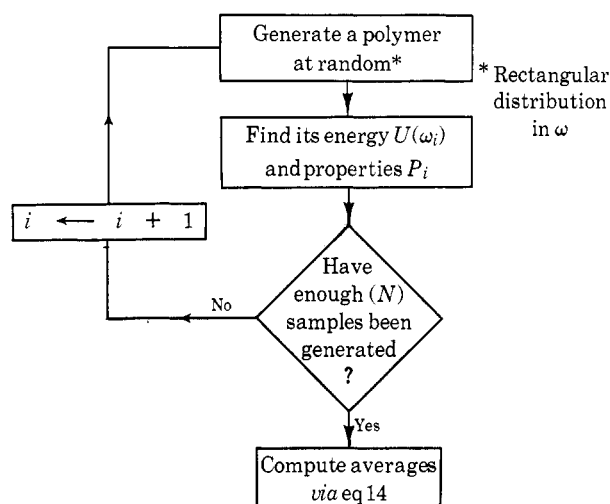 Generate a polymer
at random*
* Rectangular
distribution
in ω
Find its energy U(ωᵢ)
and properties Pᵢ
i ← i + 1
Have
enough (N)
samples been
generated
?
No
Yes
Compute averages
via eq 14